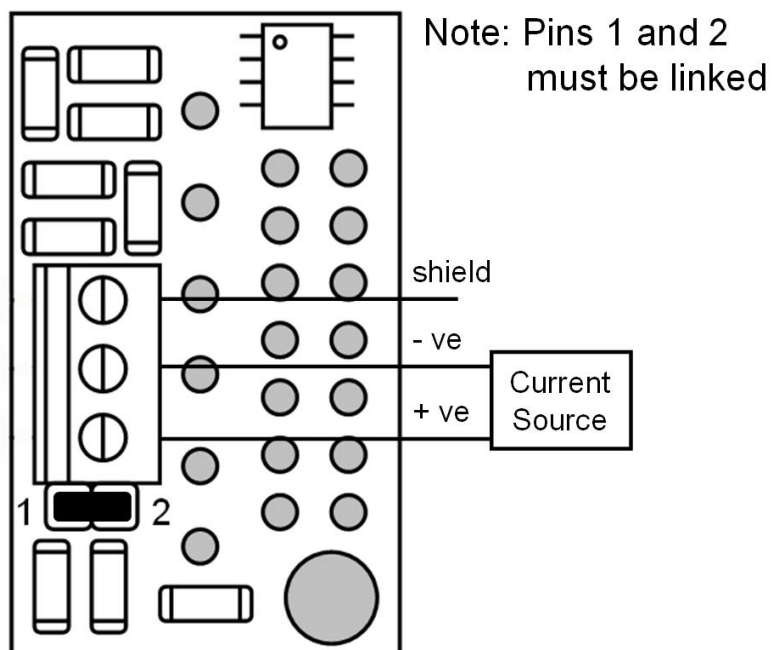 Note: Pins 1 and 2
must be linked
shield
- ve
+ ve
Current
Source
1
2